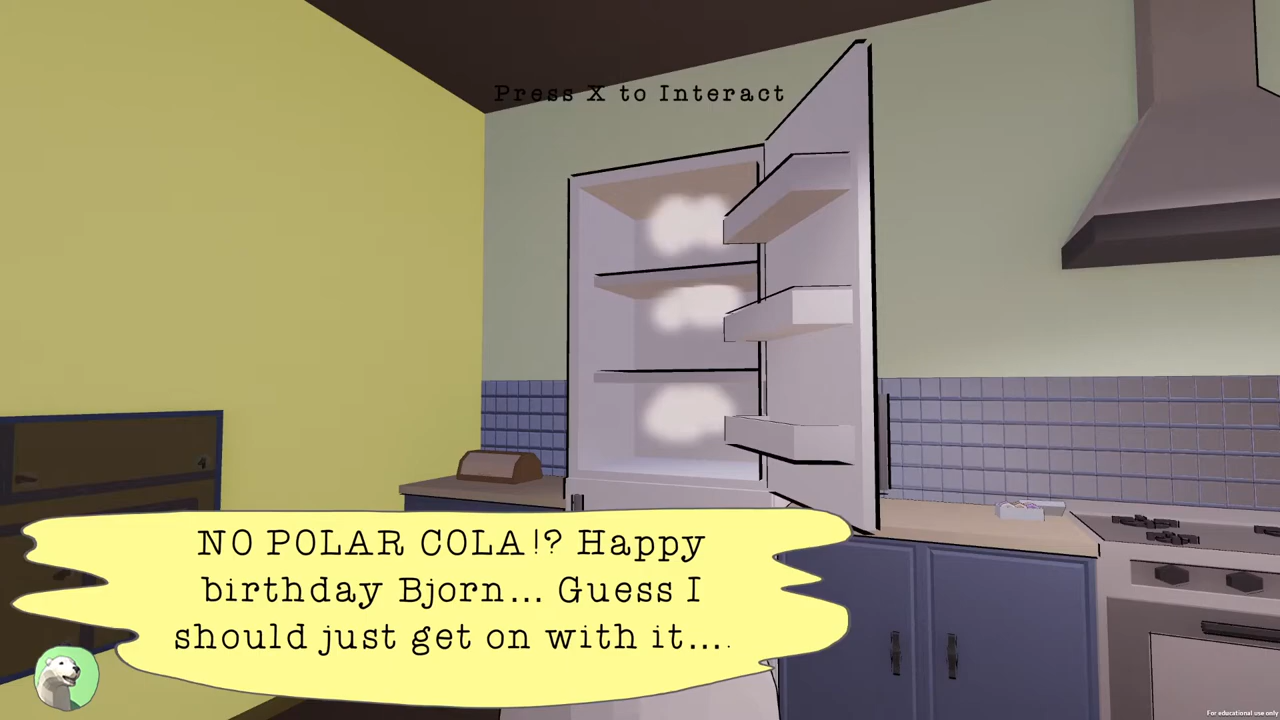 Press X to Interact
NO POLAR COLA!? Happy
birthday Bjorn... Guess I
should just get on with it....
For educational use only